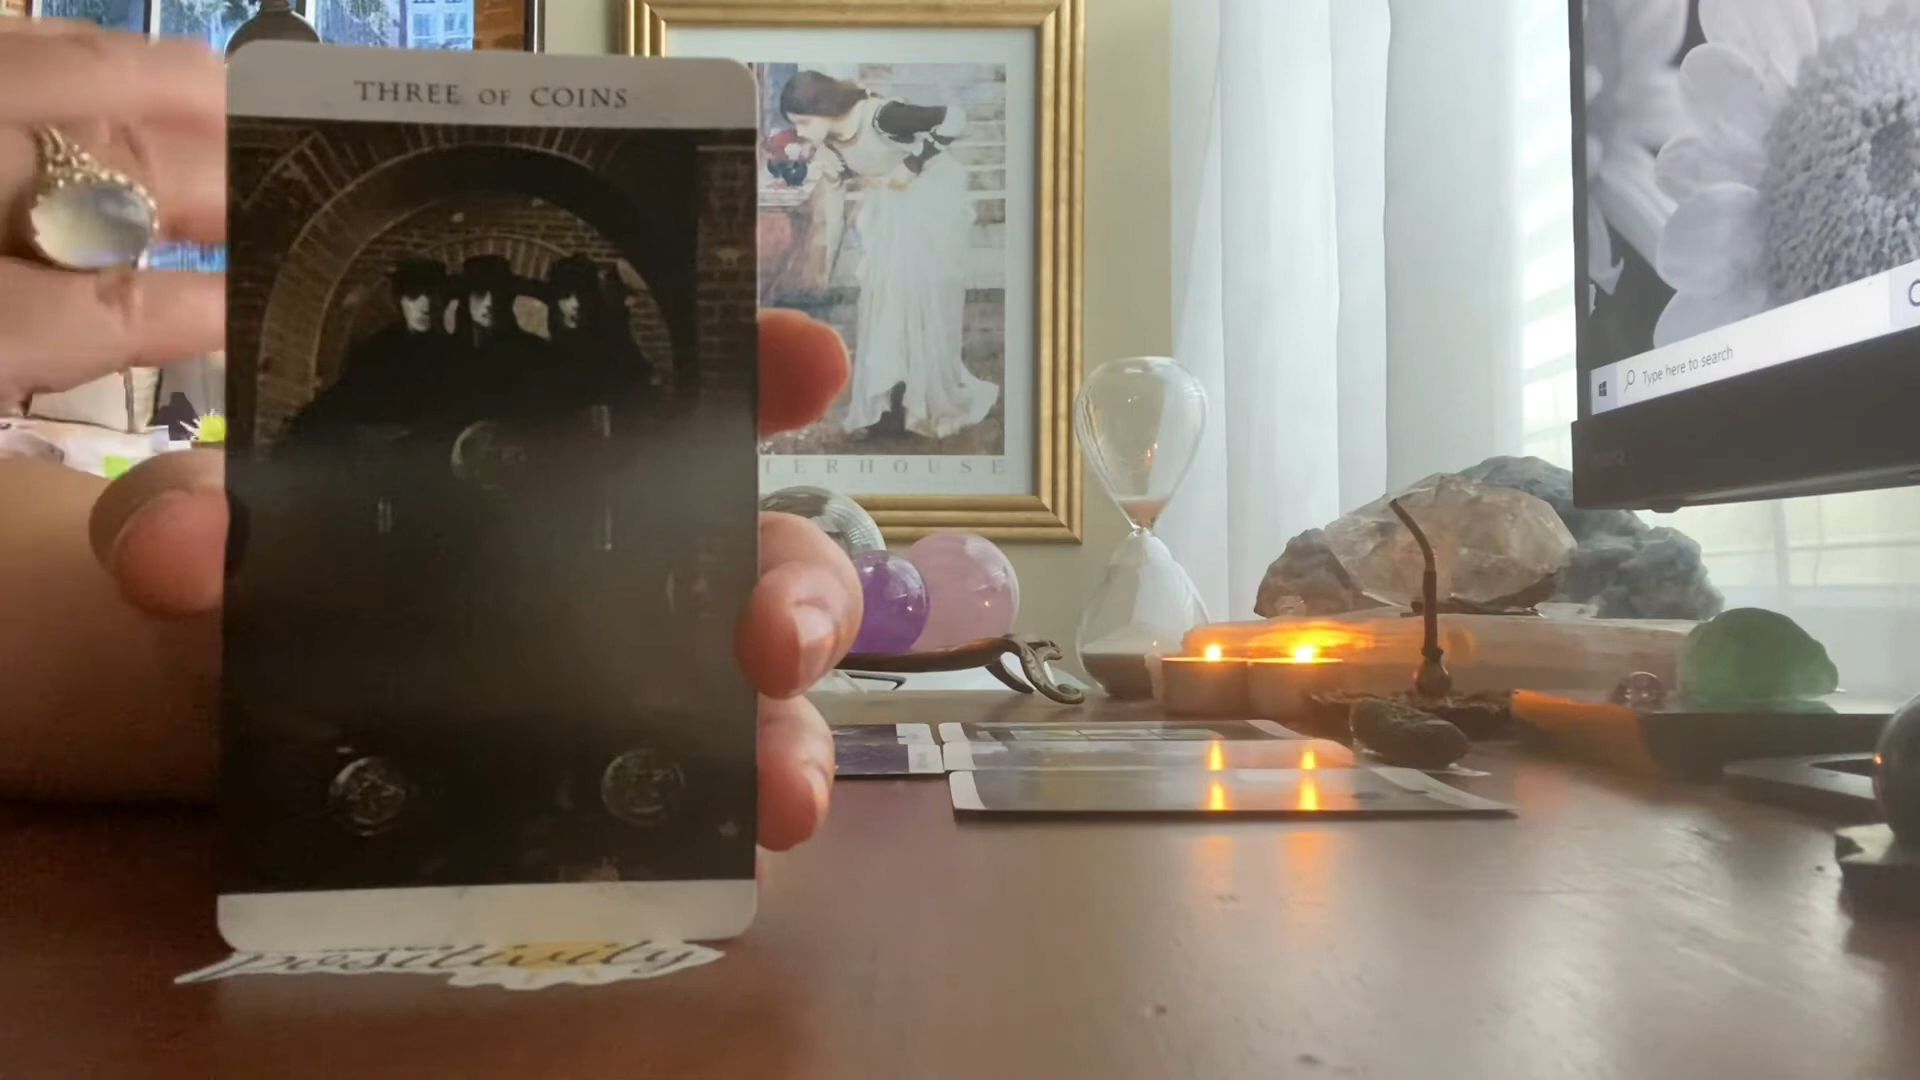 THREE OF COINS
TERHOUSE
Type here to search
positivity